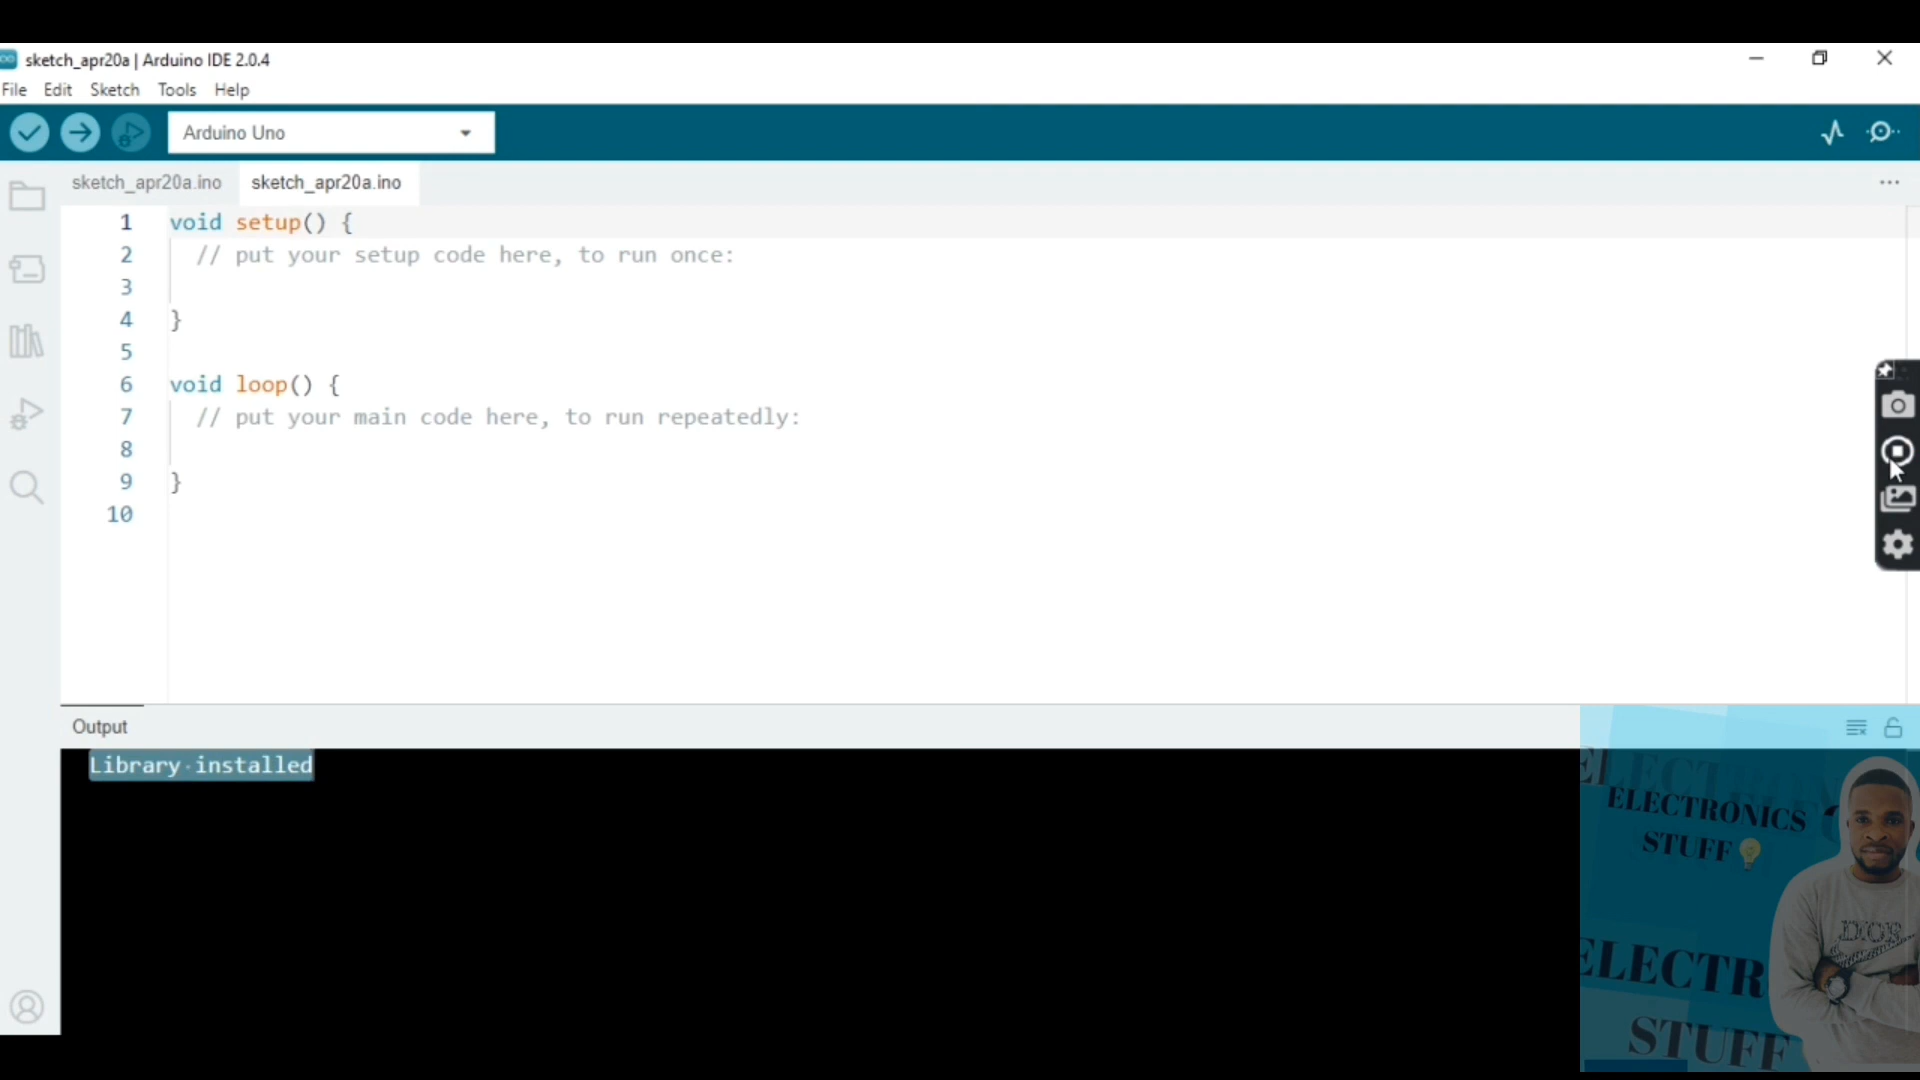 sketch_apr20a | Arduino IDE 2.0.4
File Edit Sketch Tools Help
Arduino Uno
sketch_apr20a.ino sketch_apr20a.ino
1 void setup() {
2 // put your setup code here, to run once:
3
4 }
5
6 void loop() {
7 // put your main code here, to run repeatedly:
8
9 }
10
Output
Library installed
ELECTRONICS
STUFF
DIOR
ELECTR
STUFF